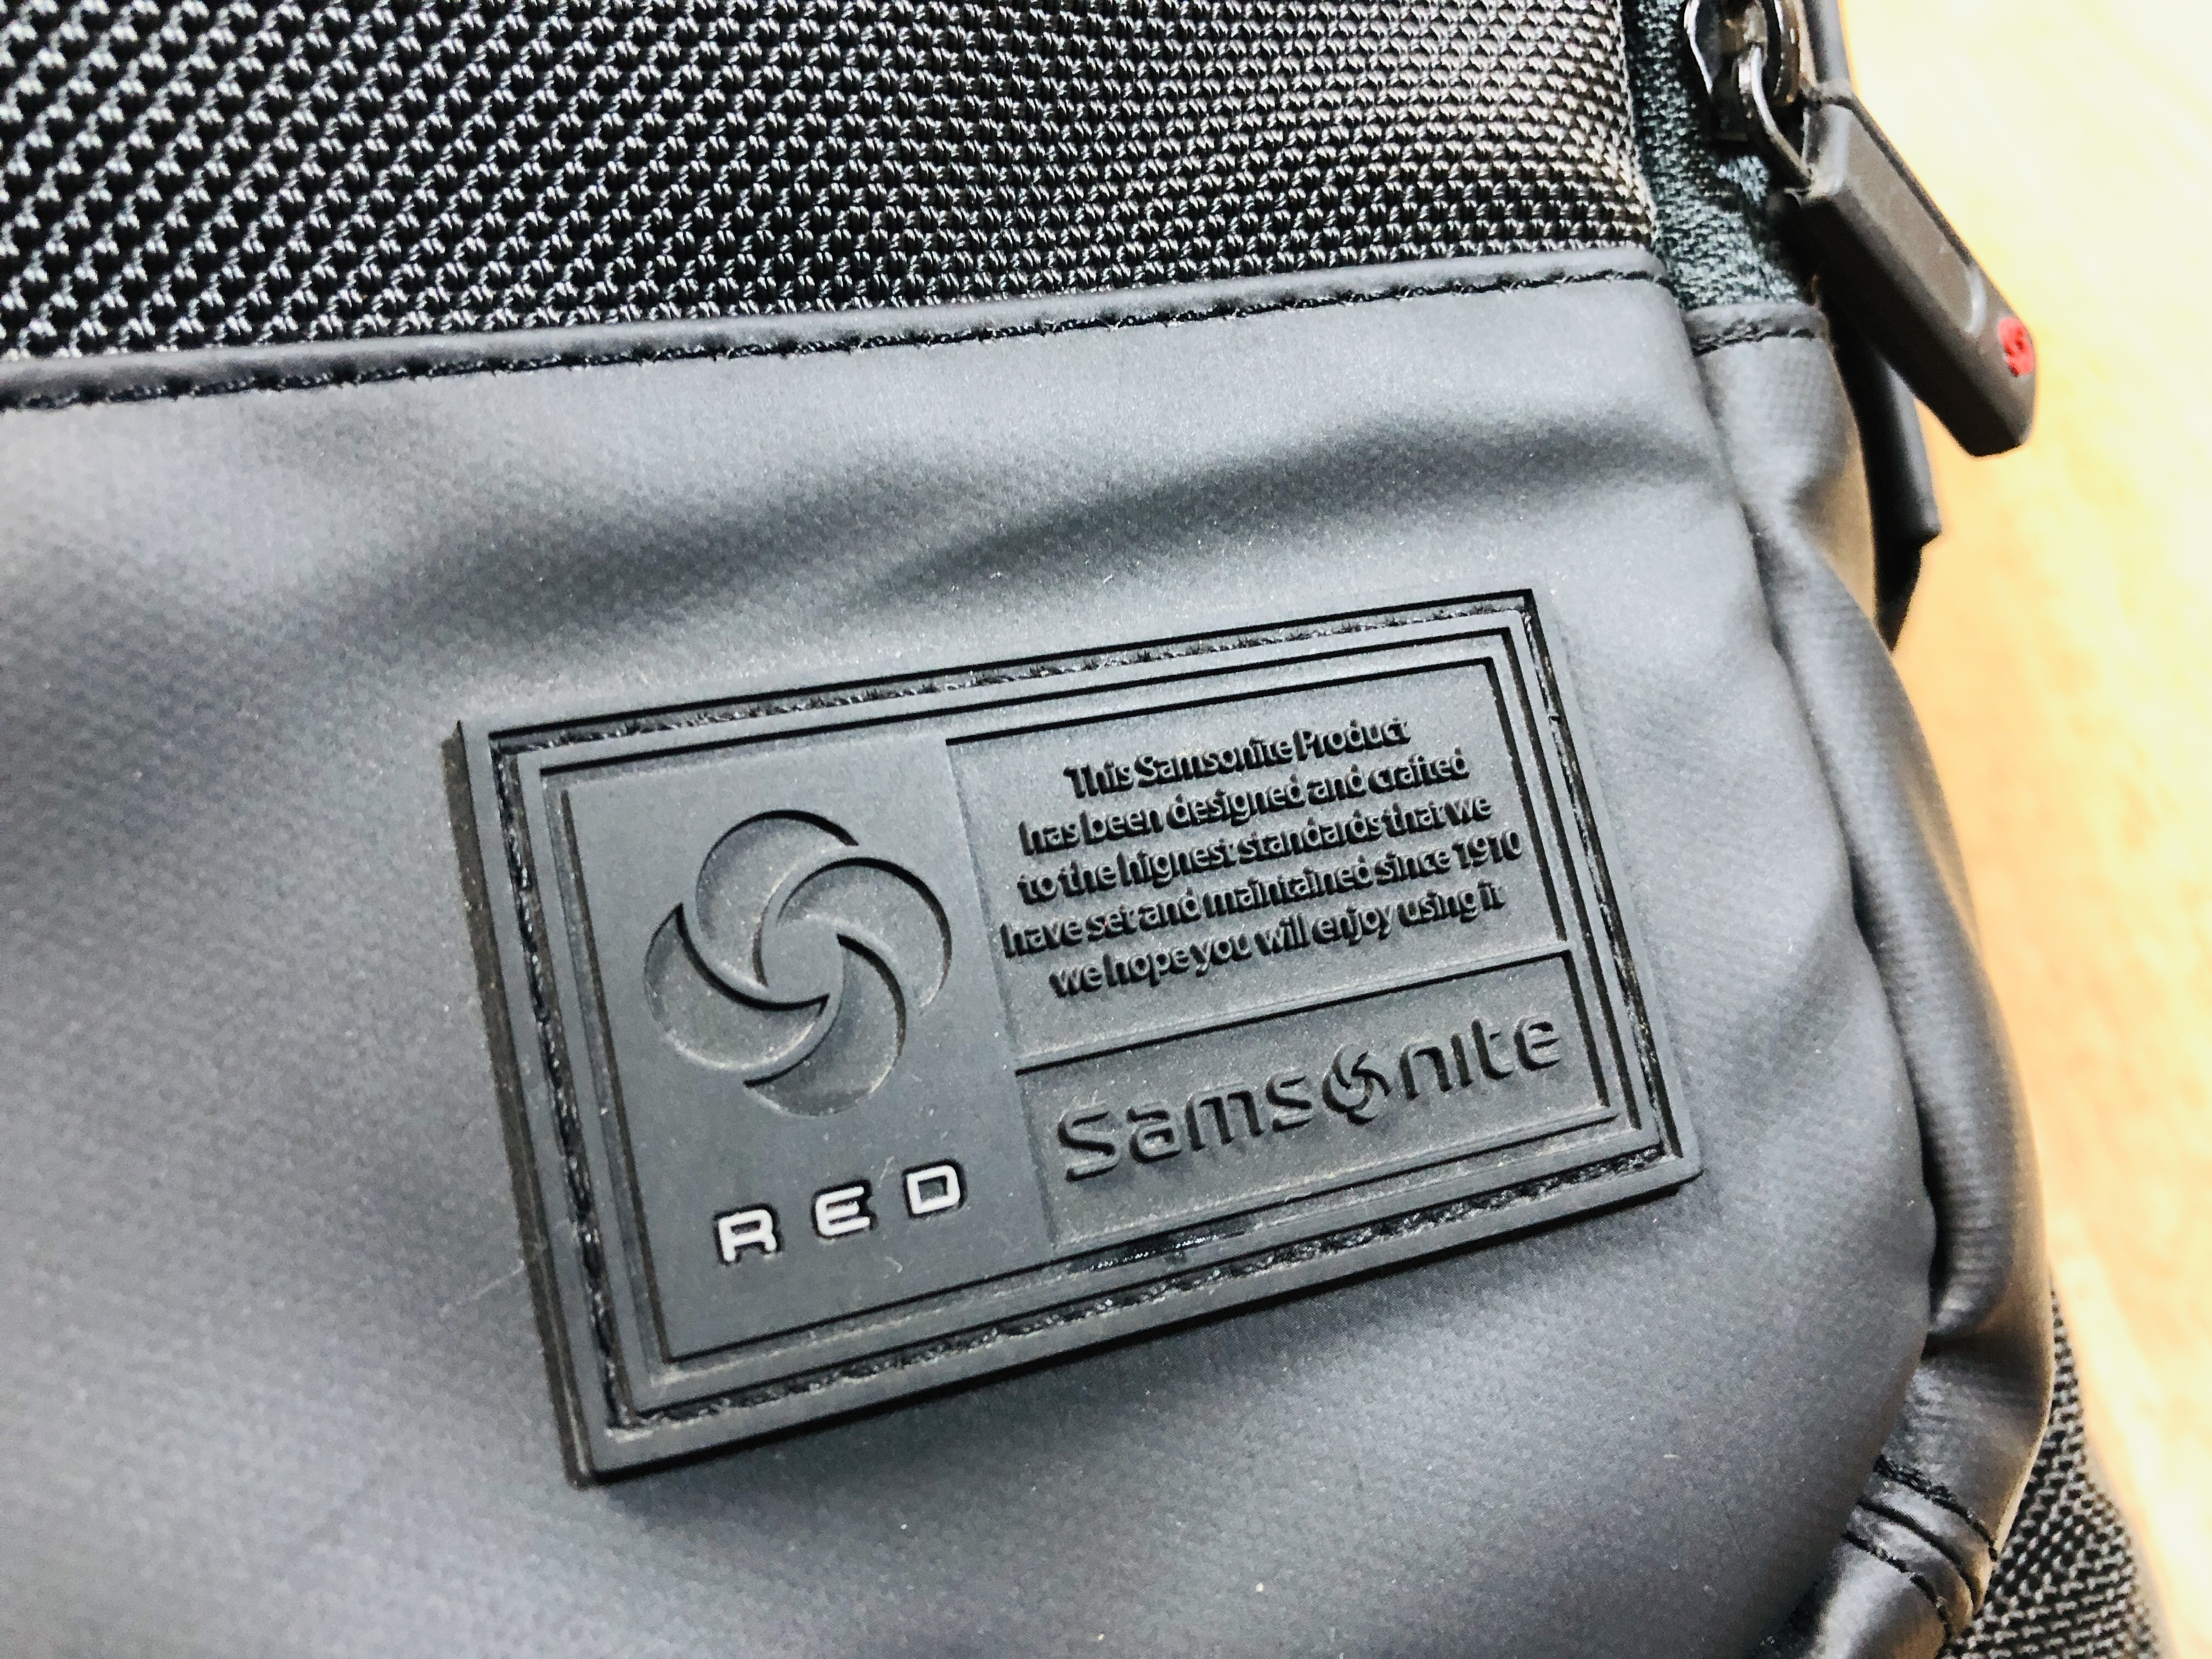 This Samsonite Product
has been designed and crafted
to the highest standards that we
have set and maintained since 1910
we hope you will enjoy using it
Samsonite
RED